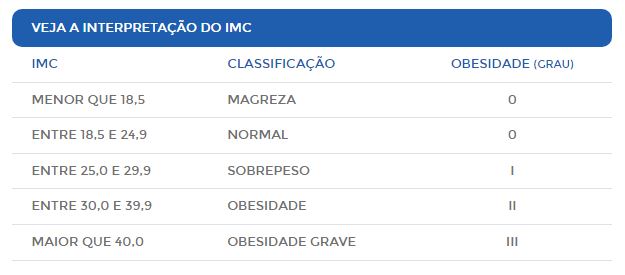 VEJA A INTERPRETAÇÃO DO IMC
IMC CLASSIFICAÇÃO OBESIDADE (GRAU)
MENOR QUE 18,5 MAGREZA 0
ENTRE 18,5 E 24,9 NORMAL 0
ENTRE 25,0 E 29,9 SOBREPESO I
ENTRE 30,0 E 39,9 OBESIDADE II
MAIOR QUE 40,0 OBESIDADE GRAVE III